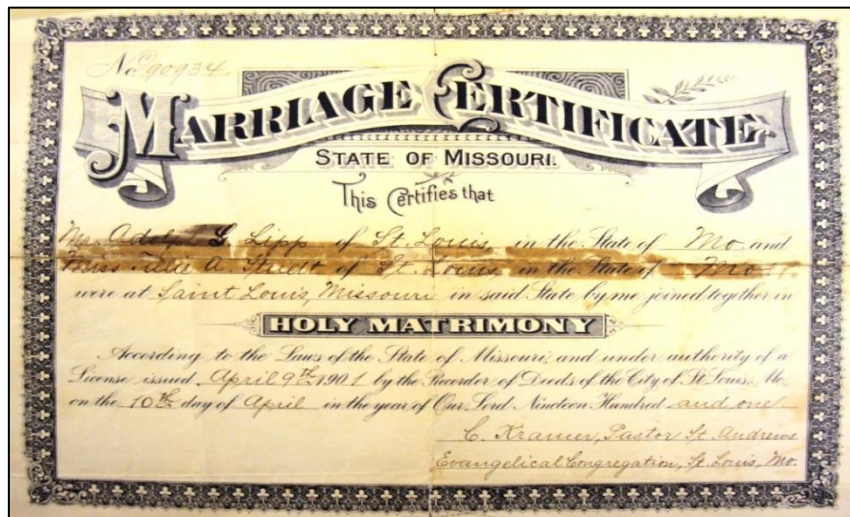 No. 90934
MARRIAGE CERTIFICATE
STATE OF MISSOURI.
This Certifies that
Mr. Adolph G. Lipp of St. Louis, in the State of Mo. and
Miss Julie A. Studt of St. Louis in the State of Mo.
were at Saint Louis, Missouri in said State by me joined together in
HOLY MATRIMONY
According to the Laws of the State of Missouri, and under authority of a
License issued April 9th 1901 by the Recorder of Deeds of the City of St. Louis, Mo.
on the 10th day of April in the year of Our Lord Nineteen Hundred and one
C. Kramer, Pastor St. Andrews
Evangelical Congregation, St. Louis, Mo.